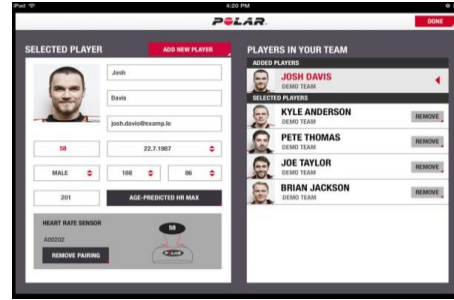 iPad
4:20 PM
POLAR.
DONE
SELECTED PLAYER
ADD NEW PLAYER
Josh
Davis
josh.davis@examp.le
58
22.7.1987
MALE
188
86
201
AGE-PREDICTED HR MAX
HEART RATE SENSOR
A00202
58
REMOVE PAIRING
POLAR
PLAYERS IN YOUR TEAM
ADDED PLAYERS
JOSH DAVIS
DEMO TEAM
SELECTED PLAYERS
KYLE ANDERSON
DEMO TEAM
REMOVE
PETE THOMAS
DEMO TEAM
REMOVE
JOE TAYLOR
DEMO TEAM
REMOVE
BRIAN JACKSON
DEMO TEAM
REMOVE